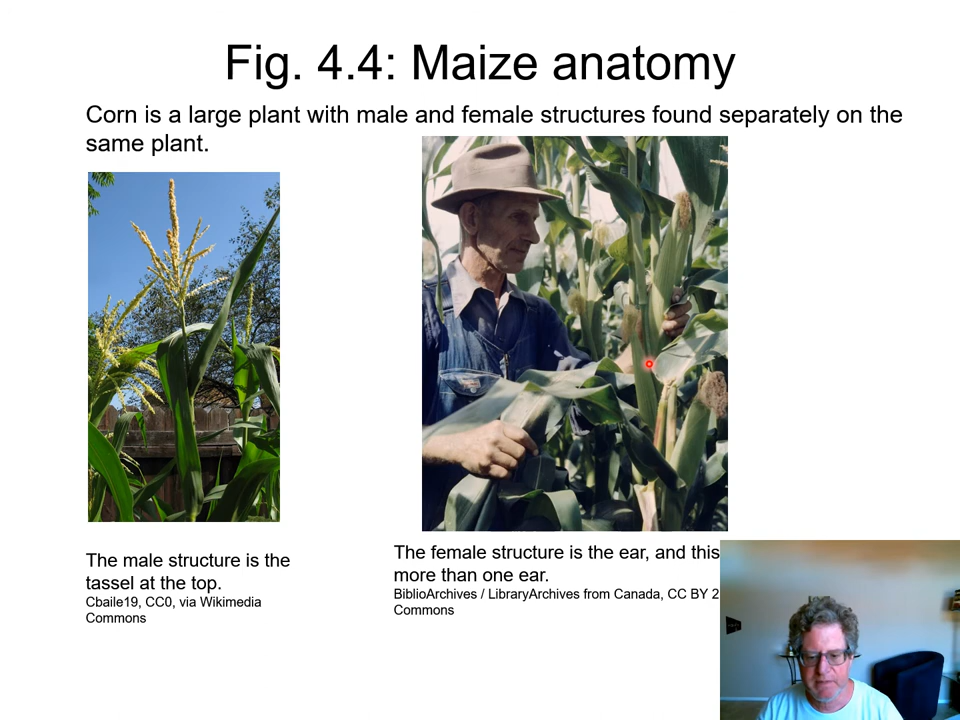 Fig. 4.4: Maize anatomy
Corn is a large plant with male and female structures found separately on the
same plant.
The male structure is the
tassel at the top.
Cbaile19, CC0, via Wikimedia
Commons
The female structure is the ear, and this
more than one ear.
BiblioArchives / LibraryArchives from Canada, CC BY 2
Commons